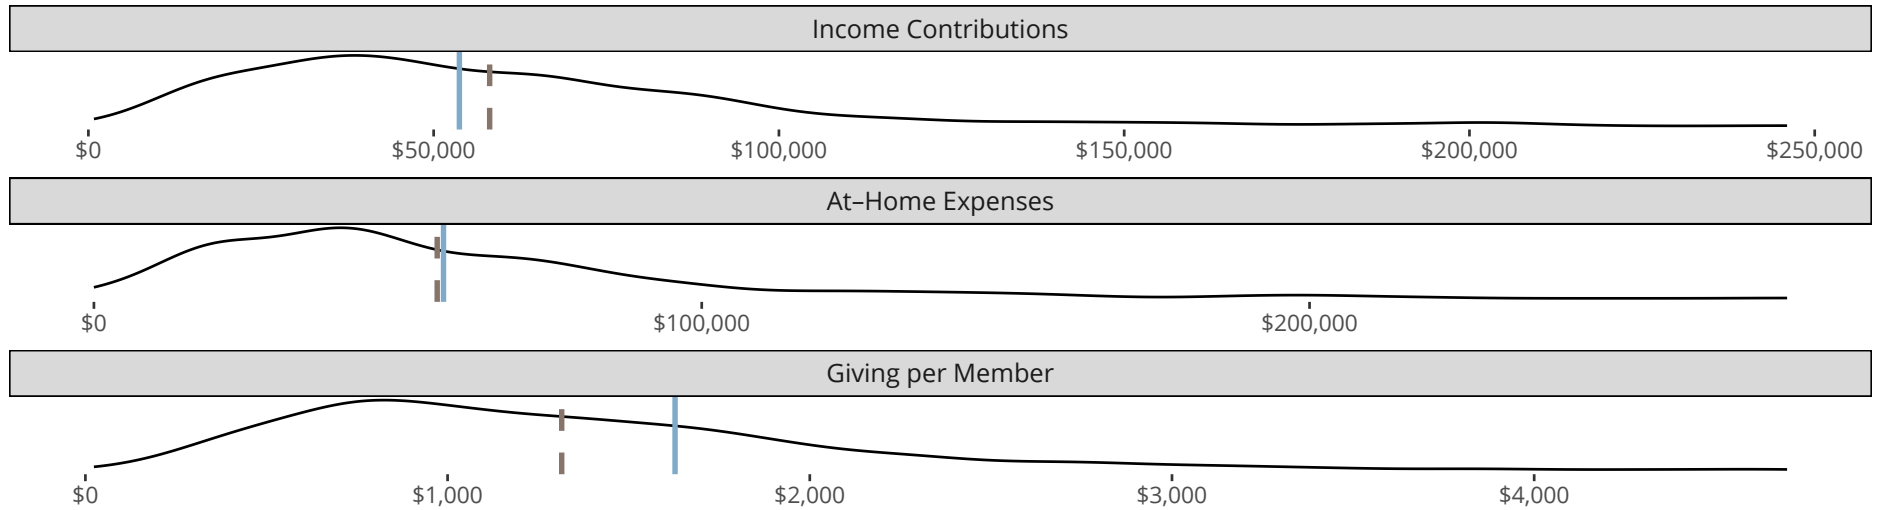 Income Contributions
$0 $50,000 $100,000 $150,000 $200,000 $250,000
At–Home Expenses
$0 $100,000 $200,000
Giving per Member
$0 $1,000 $2,000 $3,000 $4,000